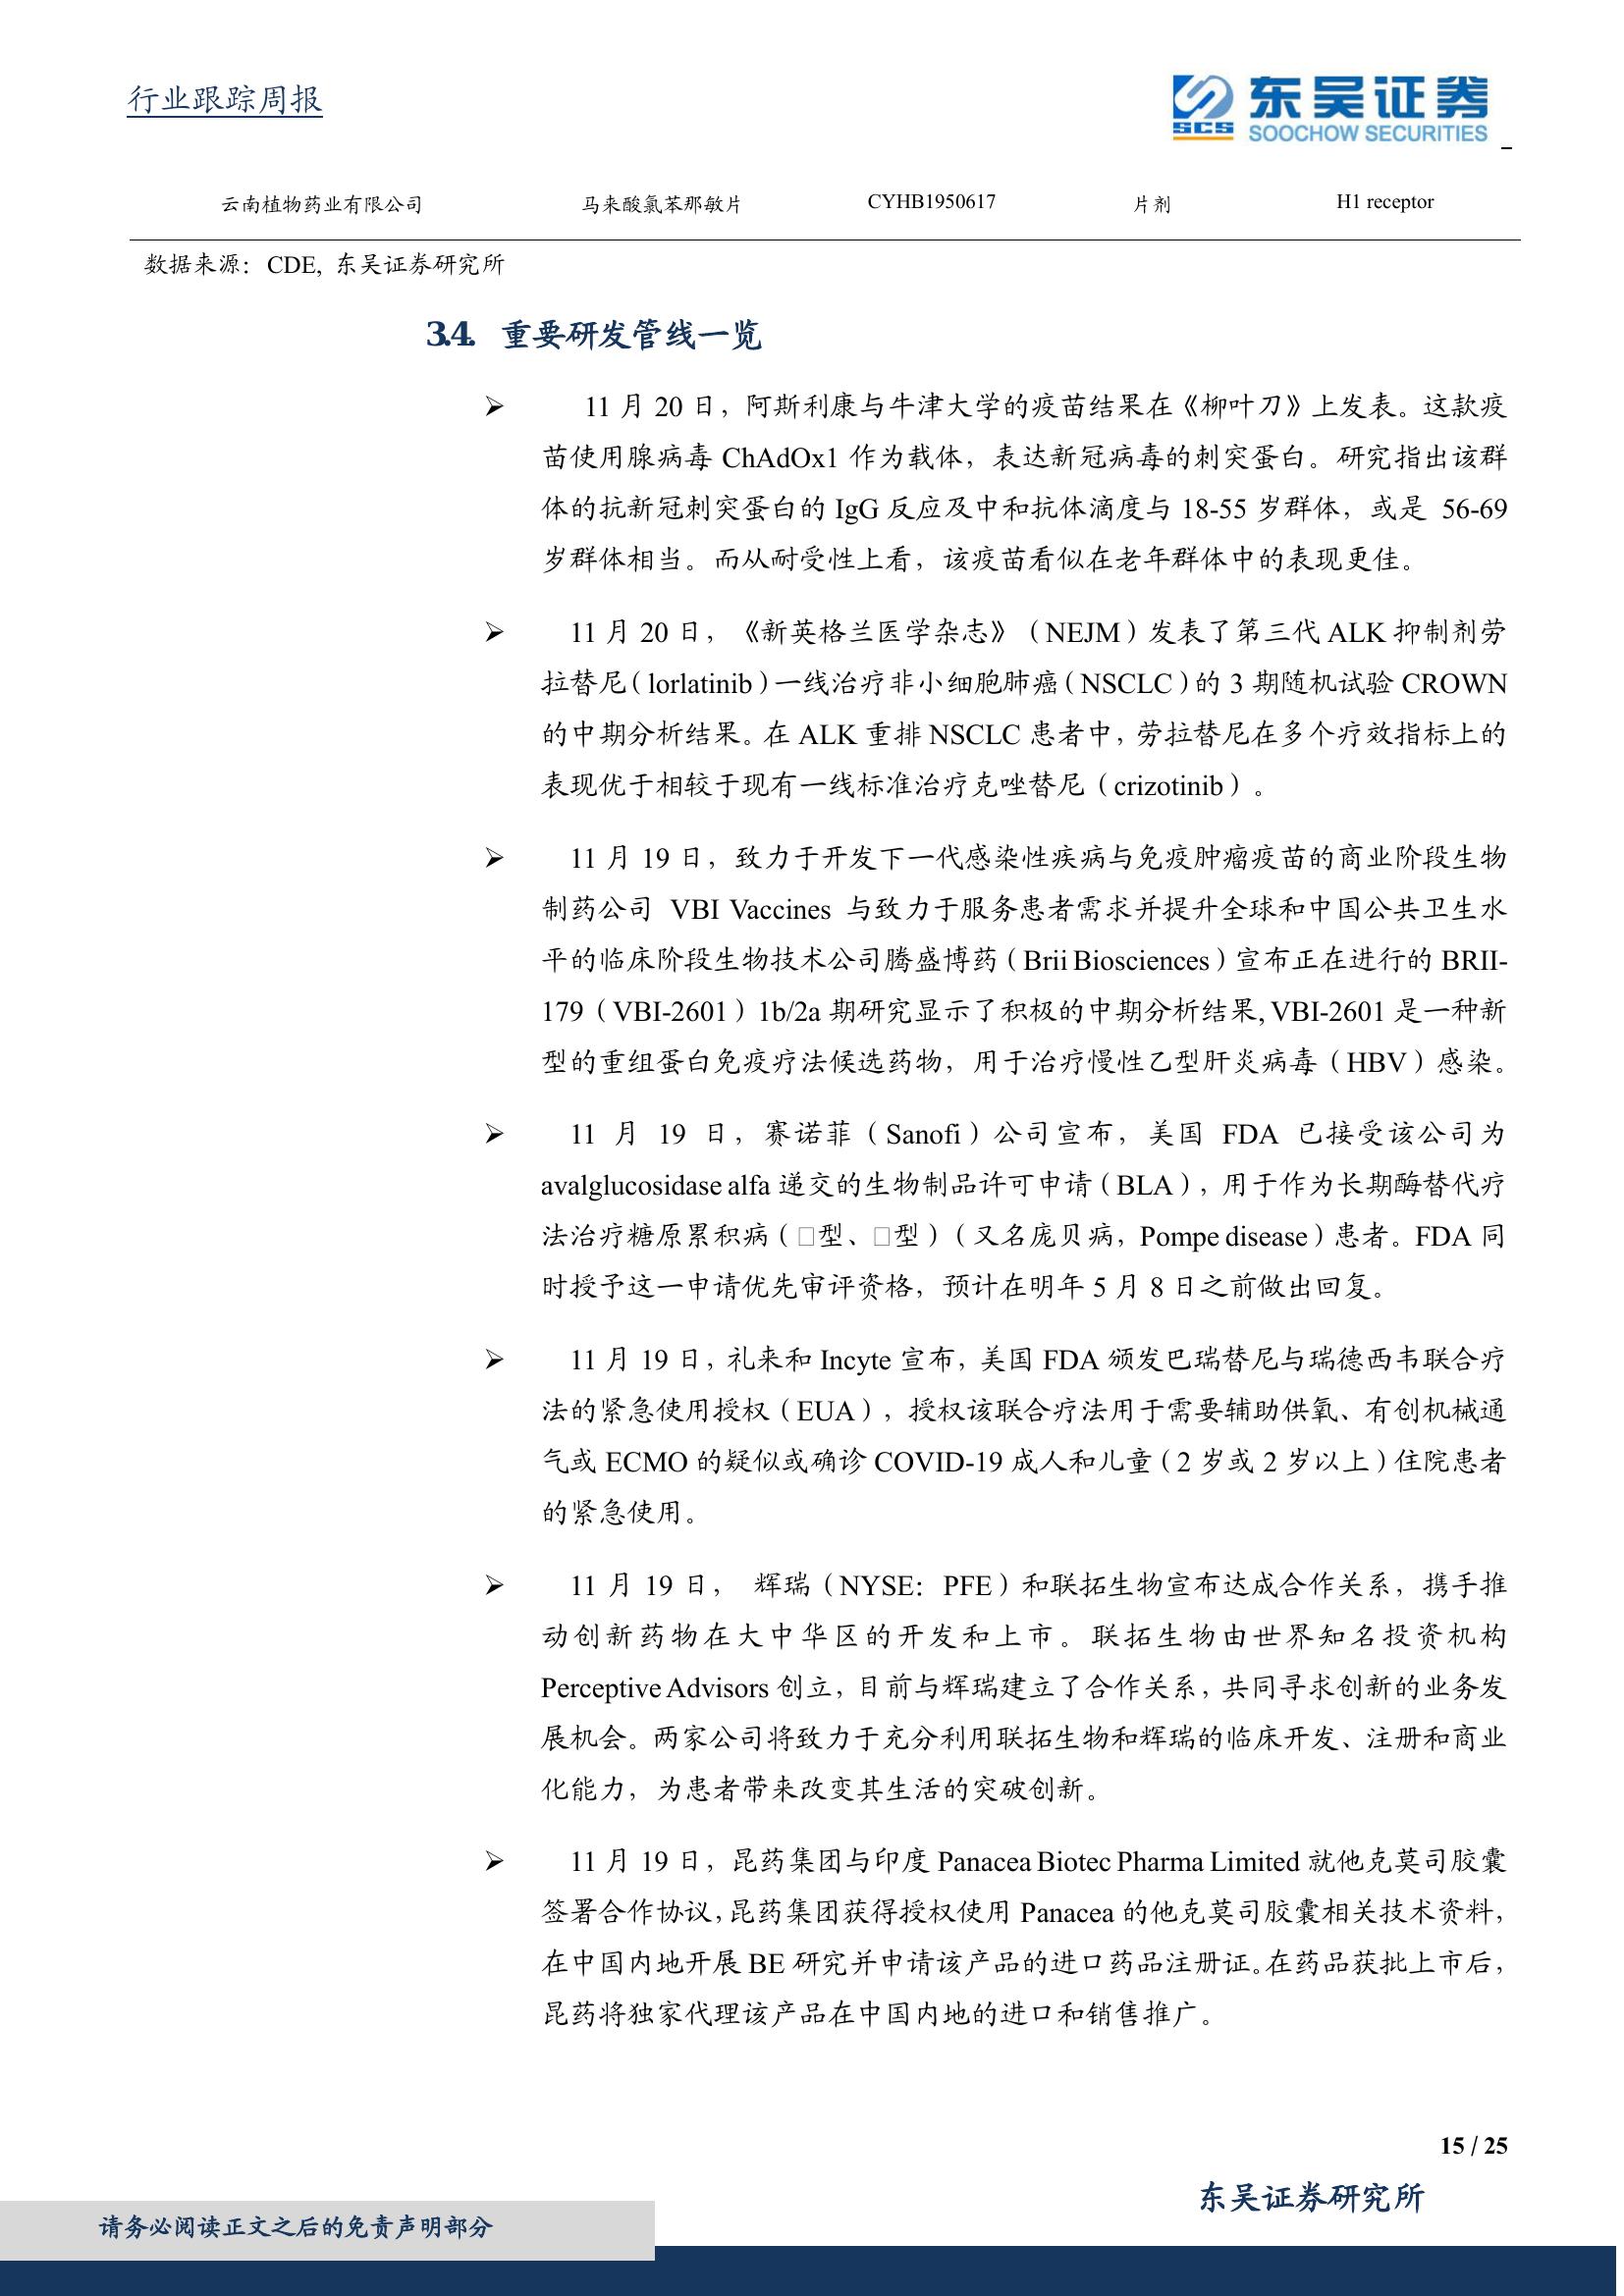 行业跟踪周报
东吴证券
SCS
SOOCHOW SECURITIES
云南植物药业有限公司 马来酸氯苯那敏片 CYHB1950617 片剂 H1 receptor
数据来源：CDE, 东吴证券研究所
3.4. 重要研发管线一览
➢ 11 月 20 日，阿斯利康与牛津大学的疫苗结果在《柳叶刀》上发表。这款疫
苗使用腺病毒 ChAdOx1 作为载体，表达新冠病毒的刺突蛋白。研究指出该群
体的抗新冠刺突蛋白的 IgG 反应及中和抗体滴度与 18-55 岁群体，或是 56-69
岁群体相当。而从耐受性上看，该疫苗看似在老年群体中的表现更佳。
➢ 11 月 20 日，《新英格兰医学杂志》（NEJM）发表了第三代 ALK 抑制剂劳
拉替尼（lorlatinib）一线治疗非小细胞肺癌（NSCLC）的 3 期随机试验 CROWN
的中期分析结果。在 ALK 重排 NSCLC 患者中，劳拉替尼在多个疗效指标上的
表现优于相较于现有一线标准治疗克唑替尼（crizotinib）。
➢ 11 月 19 日，致力于开发下一代感染性疾病与免疫肿瘤疫苗的商业阶段生物
制药公司 VBI Vaccines 与致力于服务患者需求并提升全球和中国公共卫生水
平的临床阶段生物技术公司腾盛博药（Brii Biosciences）宣布正在进行的 BRII-
179（VBI-2601）1b/2a 期研究显示了积极的中期分析结果, VBI-2601 是一种新
型的重组蛋白免疫疗法候选药物，用于治疗慢性乙型肝炎病毒（HBV）感染。
➢ 11 月 19 日，赛诺菲（Sanofi）公司宣布，美国 FDA 已接受该公司为
avalglucosidase alfa 递交的生物制品许可申请（BLA），用于作为长期酶替代疗
法治疗糖原累积病（□型、□型）（又名庞贝病，Pompe disease）患者。FDA 同
时授予这一申请优先审评资格，预计在明年 5 月 8 日之前做出回复。
➢ 11 月 19 日，礼来和 Incyte 宣布，美国 FDA 颁发巴瑞替尼与瑞德西韦联合疗
法的紧急使用授权（EUA），授权该联合疗法用于需要辅助供氧、有创机械通
气或 ECMO 的疑似或确诊 COVID-19 成人和儿童（2 岁或 2 岁以上）住院患者
的紧急使用。
➢ 11 月 19 日， 辉瑞（NYSE：PFE）和联拓生物宣布达成合作关系，携手推
动创新药物在大中华区的开发和上市。联拓生物由世界知名投资机构
Perceptive Advisors 创立，目前与辉瑞建立了合作关系，共同寻求创新的业务发
展机会。两家公司将致力于充分利用联拓生物和辉瑞的临床开发、注册和商业
化能力，为患者带来改变其生活的突破创新。
➢ 11 月 19 日，昆药集团与印度 Panacea Biotec Pharma Limited 就他克莫司胶囊
签署合作协议，昆药集团获得授权使用 Panacea 的他克莫司胶囊相关技术资料，
在中国内地开展 BE 研究并申请该产品的进口药品注册证。在药品获批上市后，
昆药将独家代理该产品在中国内地的进口和销售推广。
15 / 25
东吴证券研究所
请务必阅读正文之后的免责声明部分